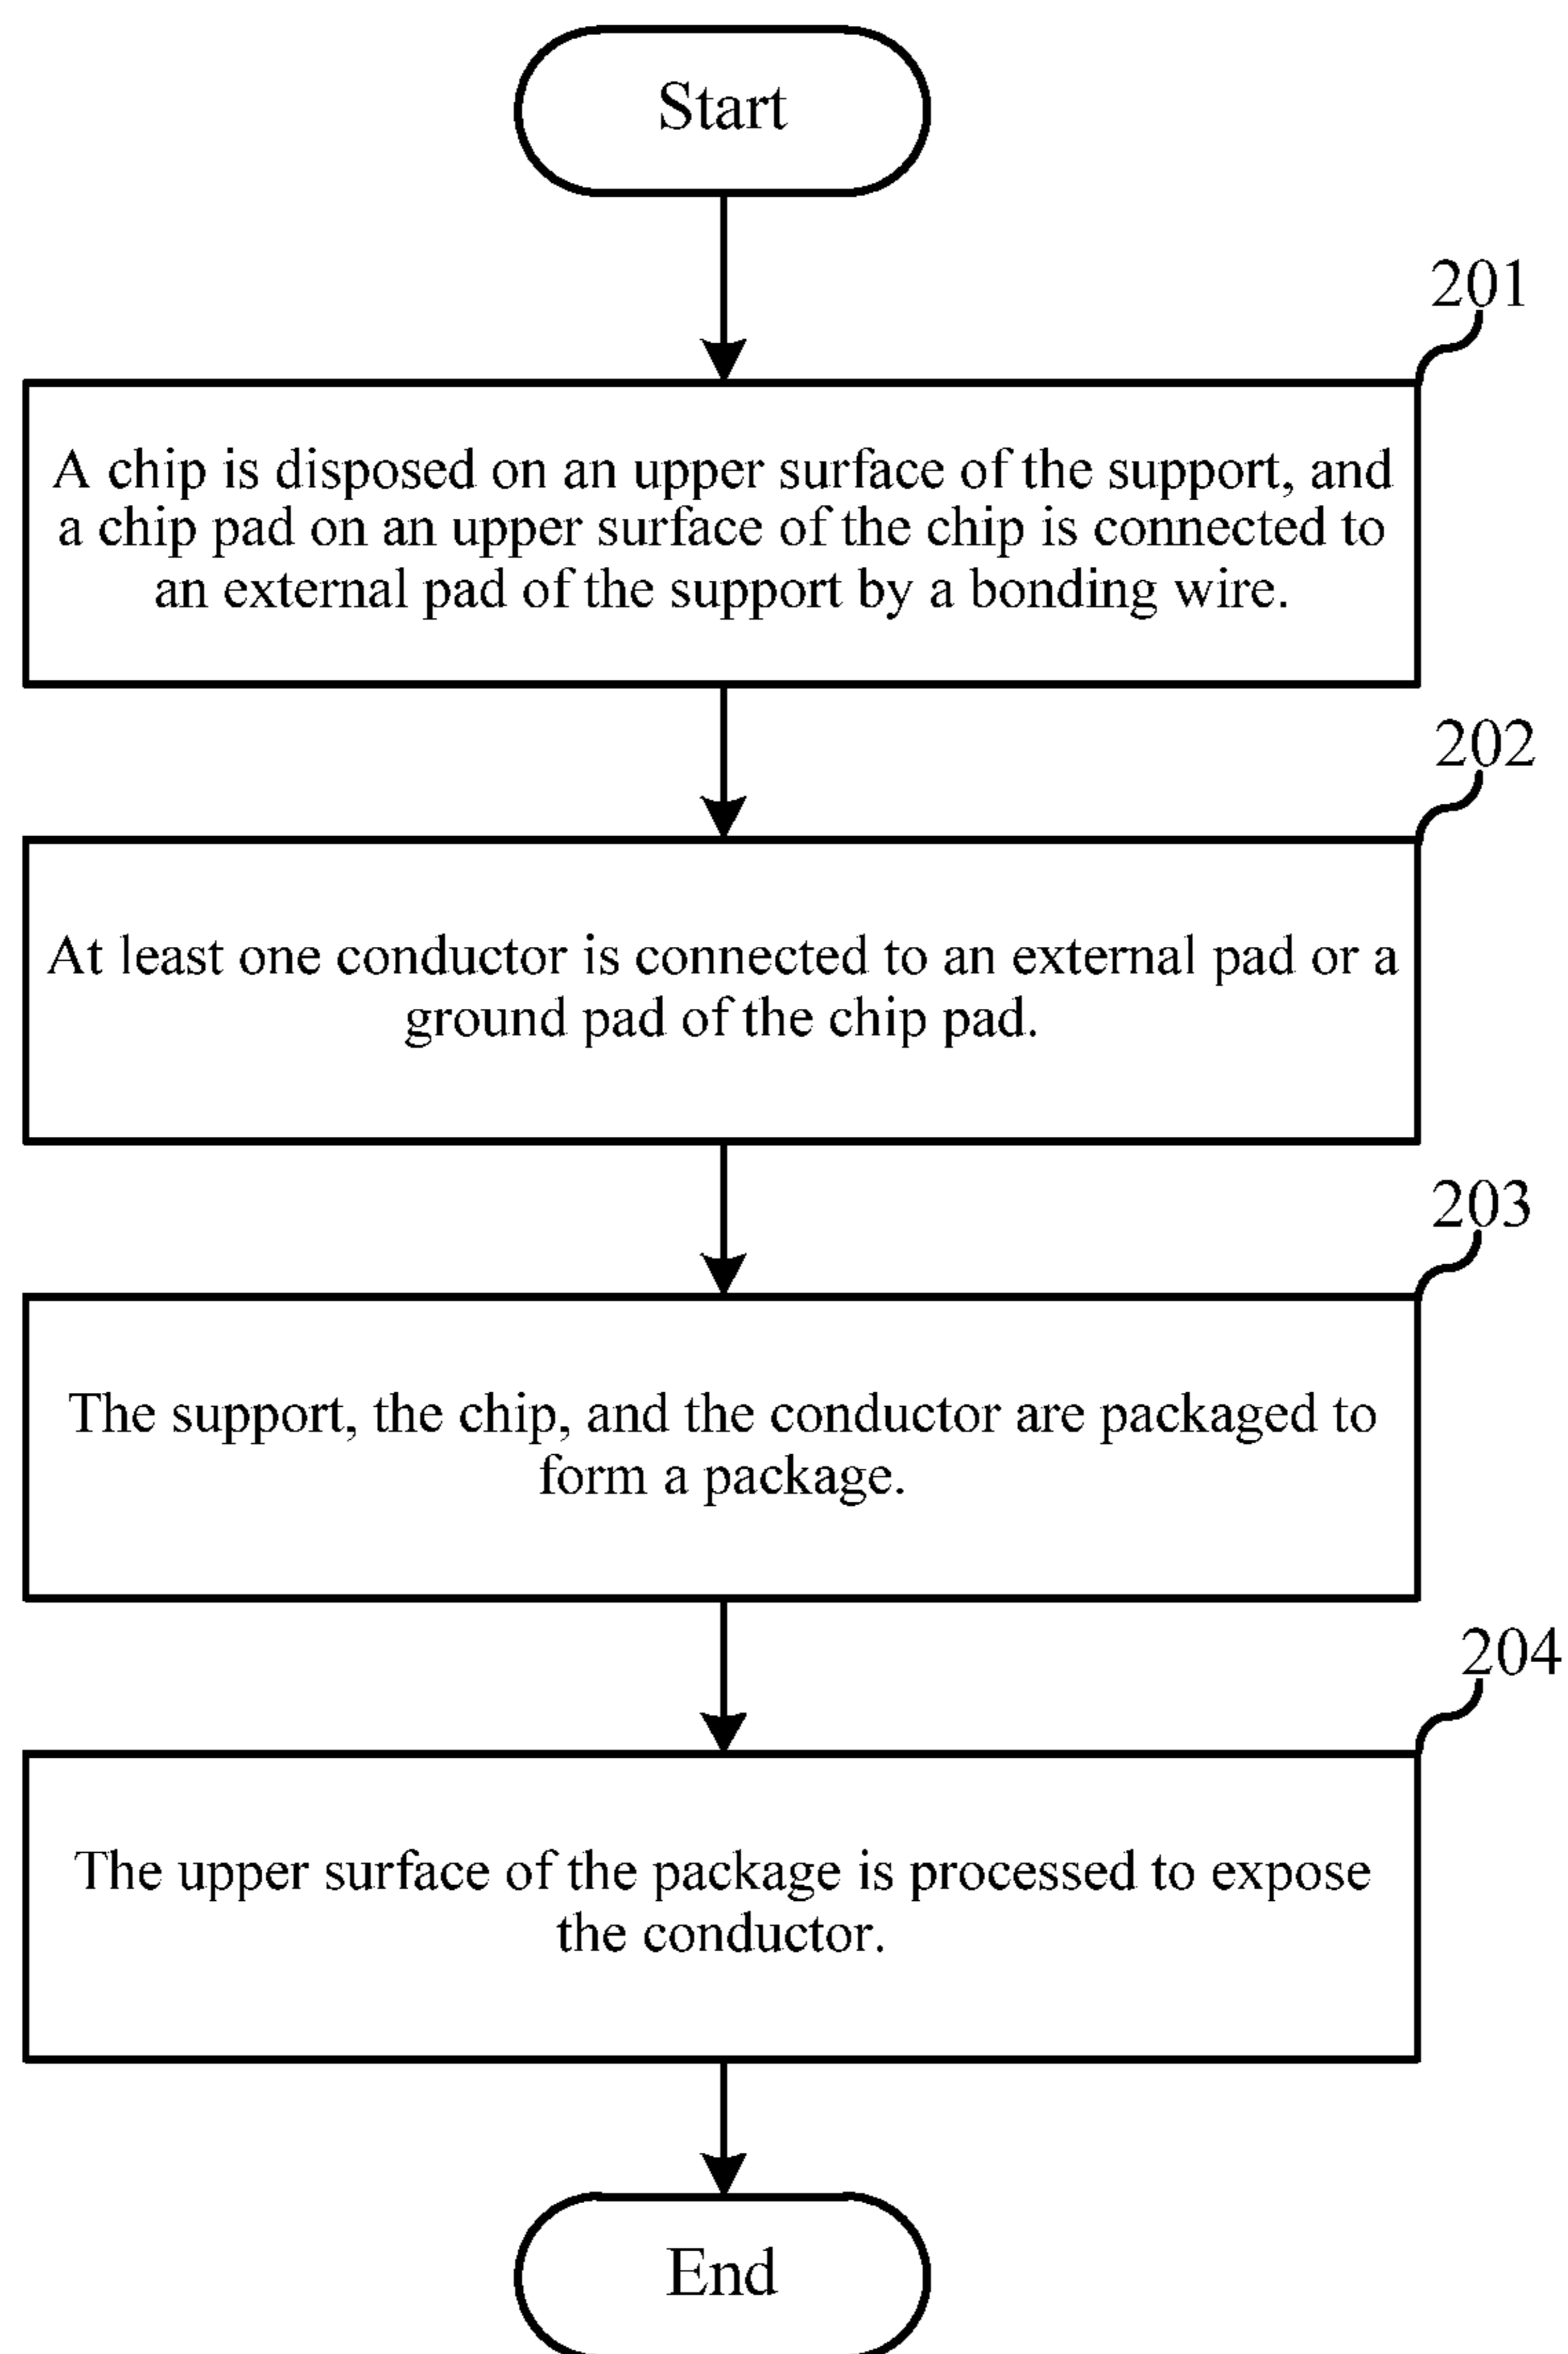 Start
201
A chip is disposed on an upper surface of the support, and
a chip pad on an upper surface of the chip is connected to
an external pad of the support by a bonding wire.
202
At least one conductor is connected to an external pad or a
ground pad of the chip pad.
203
The support, the chip, and the conductor are packaged to
form a package.
204
The upper surface of the package is processed to expose
the conductor.
End